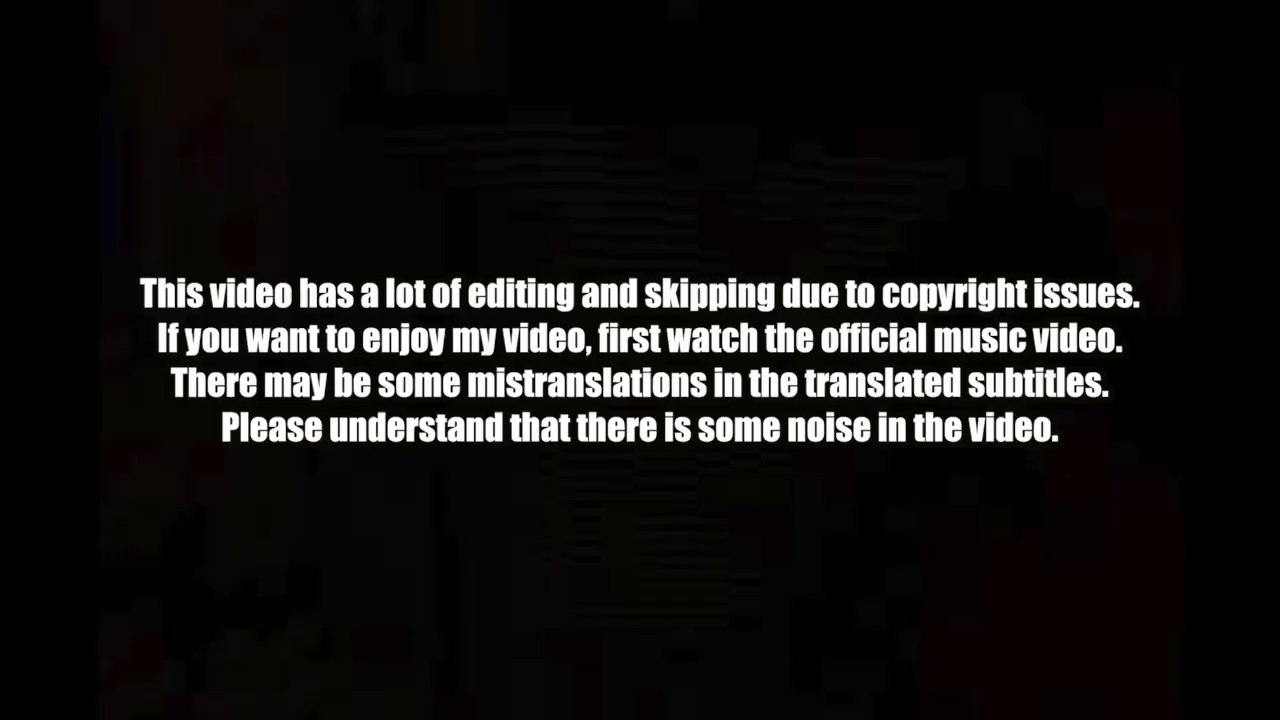 This video has a lot of editing and skipping due to copyright issues.
If you want to enjoy my video, first watch the official music video.
There may be some mistranslations in the translated subtitles.
Please understand that there is some noise in the video.